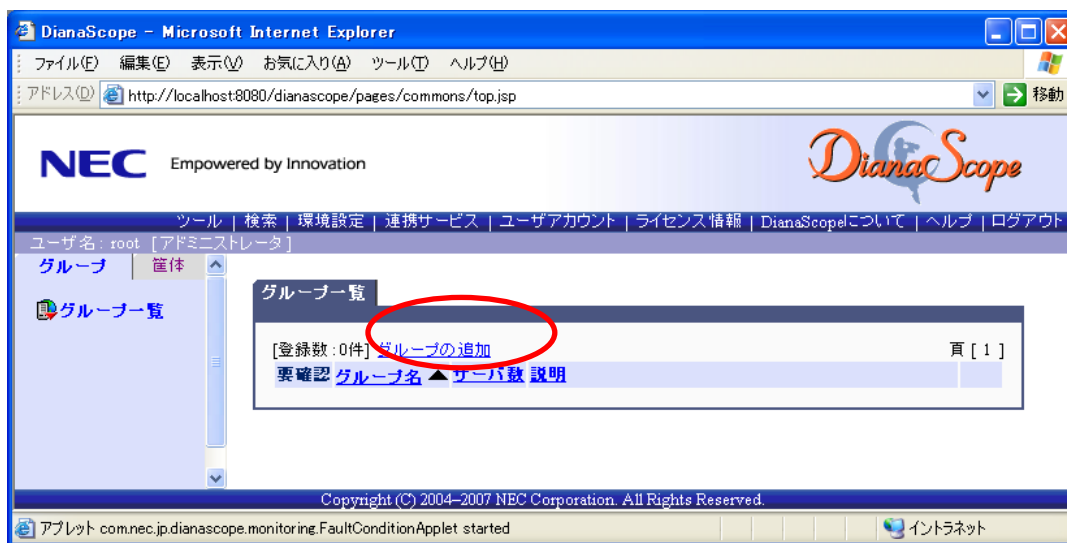 DianaScope - Microsoft Internet Explorer
ファイル(F) 編集(E) 表示(V) お気に入り(A) ツール(T) ヘルプ(H)
アドレス(D) http://localhost:8080/dianascope/pages/commons/top.jsp 移動
NEC Empowered by Innovation DianaScope
ツール | 検索 | 環境設定 | 連携サービス | ユーザアカウント | ライセンス情報 | DianaScopeについて | ヘルプ | ログアウト
ユーザ名 : root [アドミニストレータ]
グループ 筐体
グループ一覧
グループ一覧
[登録数 : 0件] グループの追加 頁 [ 1 ]
要確認 グループ名 ▲ サーバ数 説明
Copyright (C) 2004–2007 NEC Corporation. All Rights Reserved.
アプレット com.nec.jp.dianascope.monitoring.FaultConditionApplet started イントラネット